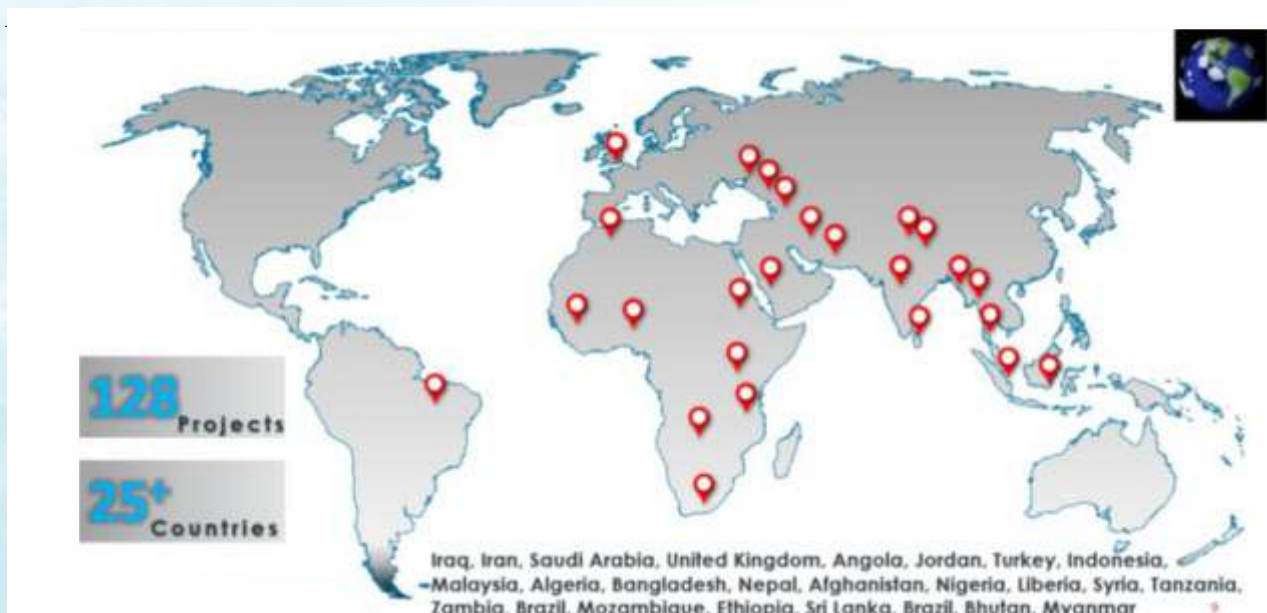 128
Projects
25+
Countries
Iraq, Iran, Saudi Arabia, United Kingdom, Angola, Jordan, Turkey, Indonesia,
Malaysia, Algeria, Bangladesh, Nepal, Afghanistan, Nigeria, Liberia, Syria, Tanzania,
Zambia, Brazil, Mozambique, Ethiopia, Sri Lanka, Brazil, Bhutan, Myanmar